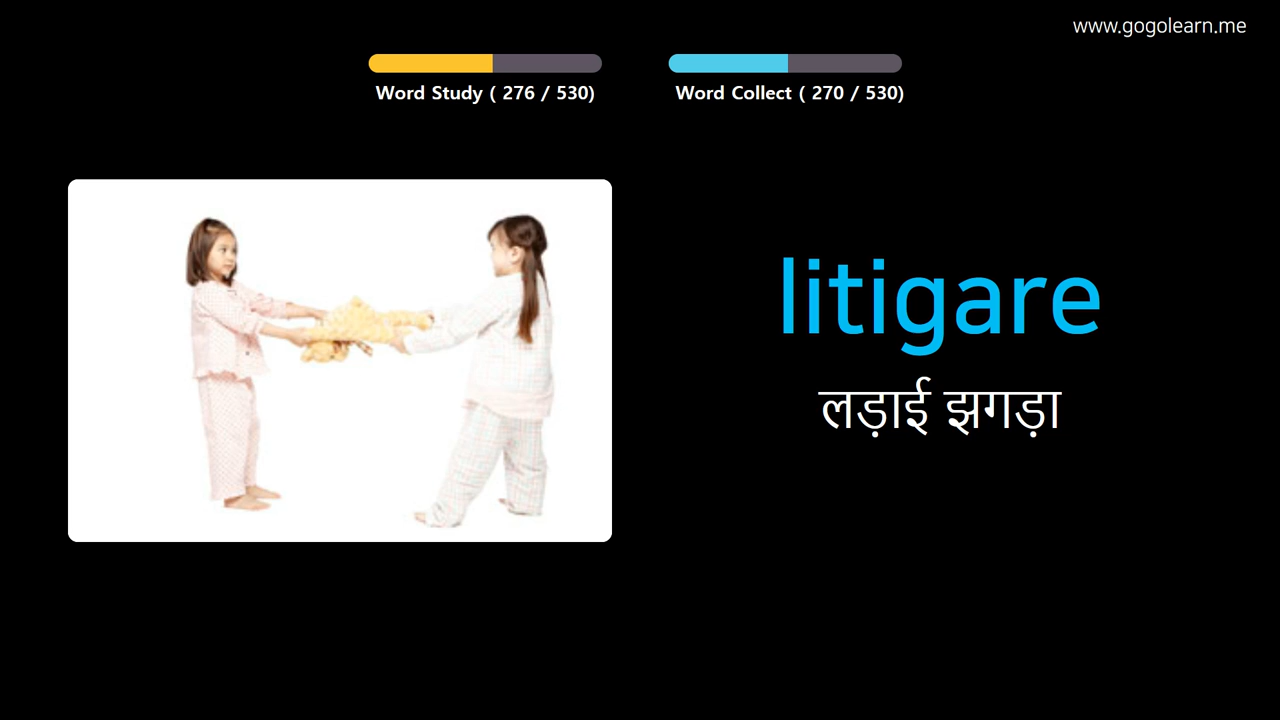 www.gogolearn.me
Word Study ( 276 / 530)
Word Collect ( 270 / 530)
litigare
लड़ाई झगड़ा